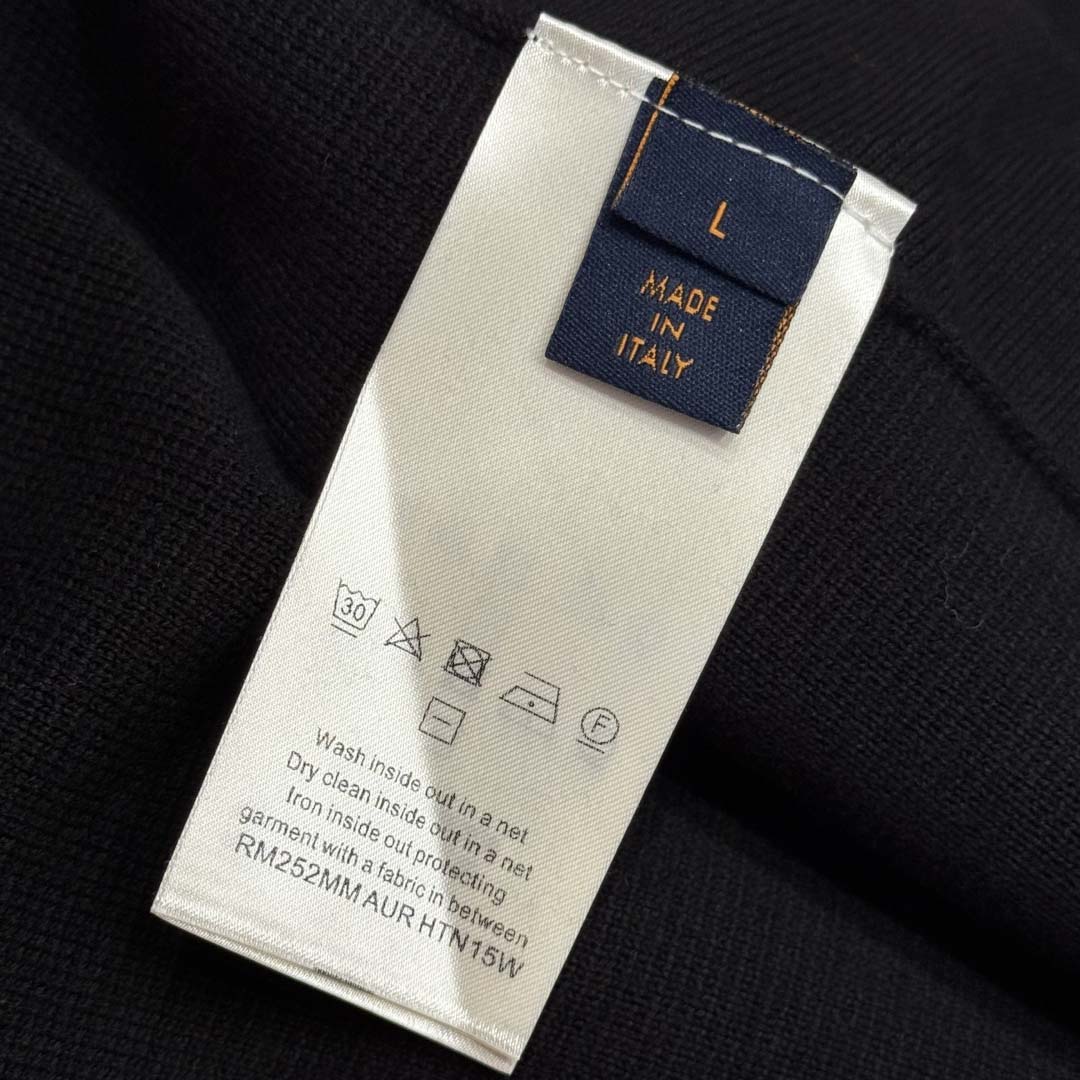 L
MADE
IN
ITALY
30
F
Wash inside out in a net
Dry clean inside out in a net
Iron inside out protecting
garment with a fabric in between
RM252MM AUR HTN15W